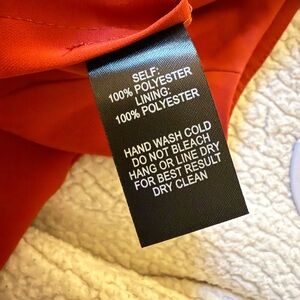 SELF:
100% POLYESTER
LINING:
100% POLYESTER
HAND WASH COLD
DO NOT BLEACH
HANG OR LINE DRY
FOR BEST RESULT
DRY CLEAN